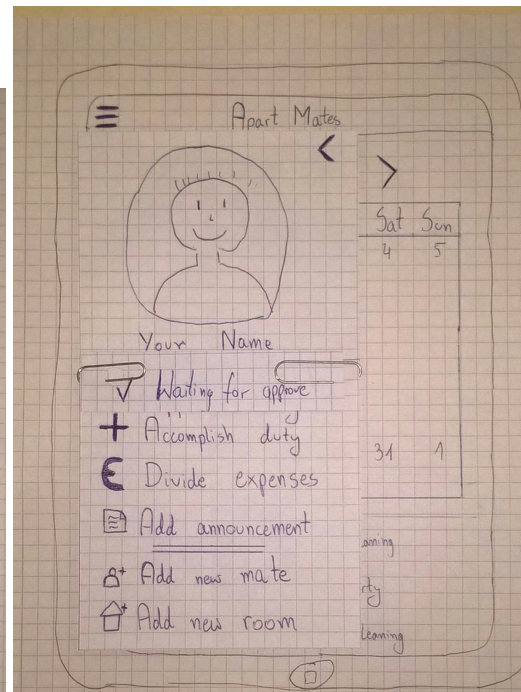 Apart Mates
<
>
Sat Sun
4 5
Your Name
✓ Waiting for approve
+ Accomplish duty
€ Divide expenses
31 1
Add announcement
Add new mate
Add new room